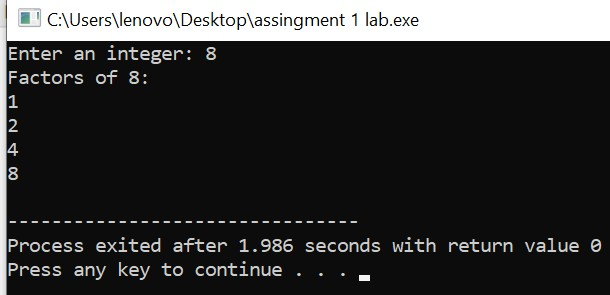 C:\Users\lenovo\Desktop\assingment 1 lab.exe
Enter an integer: 8
Factors of 8:
1
2
4
8
--------------------------------
Process exited after 1.986 seconds with return value 0
Press any key to continue . . .